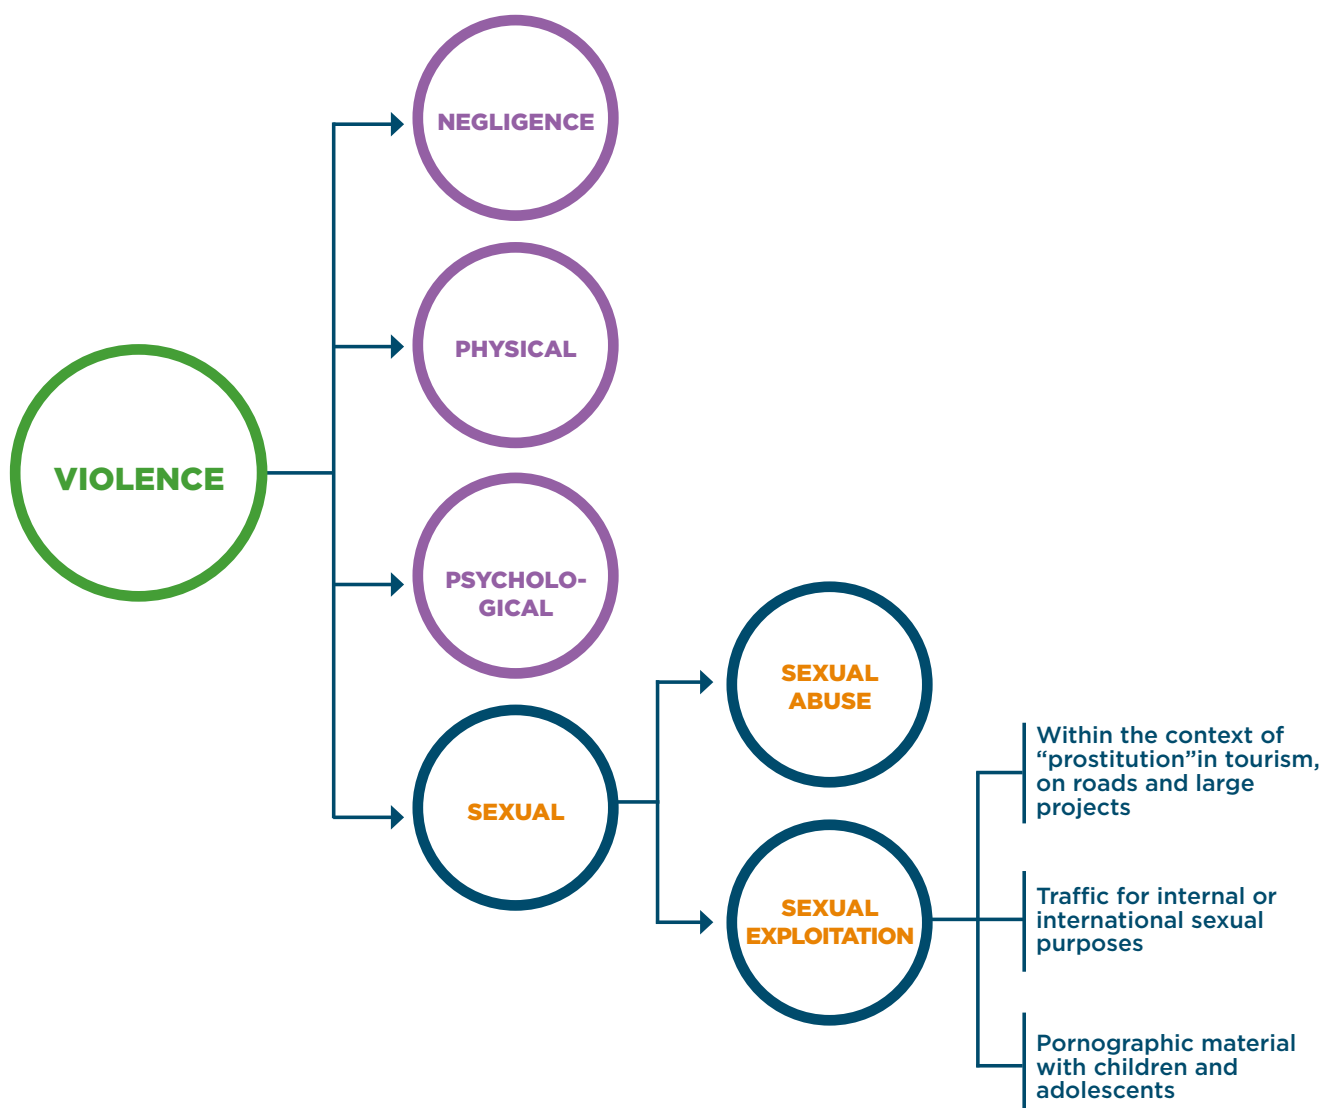 NEGLIGENCE
PHYSICAL
VIOLENCE
PSYCHOLO-
GICAL
SEXUAL
SEXUAL
ABUSE
SEXUAL
EXPLOITATION
Within the context of
“prostitution”in tourism,
on roads and large
projects
Traffic for internal or
international sexual
purposes
Pornographic material
with children and
adolescents